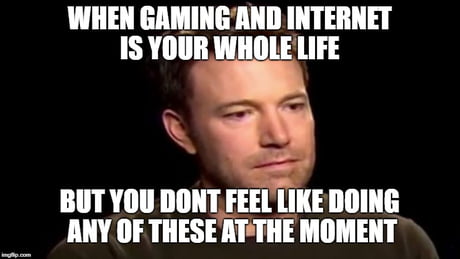 WHEN GAMING AND INTERNET
IS YOUR WHOLE LIFE
BUT YOU DONT FEEL LIKE DOING
ANY OF THESE AT THE MOMENT
imgflip.com